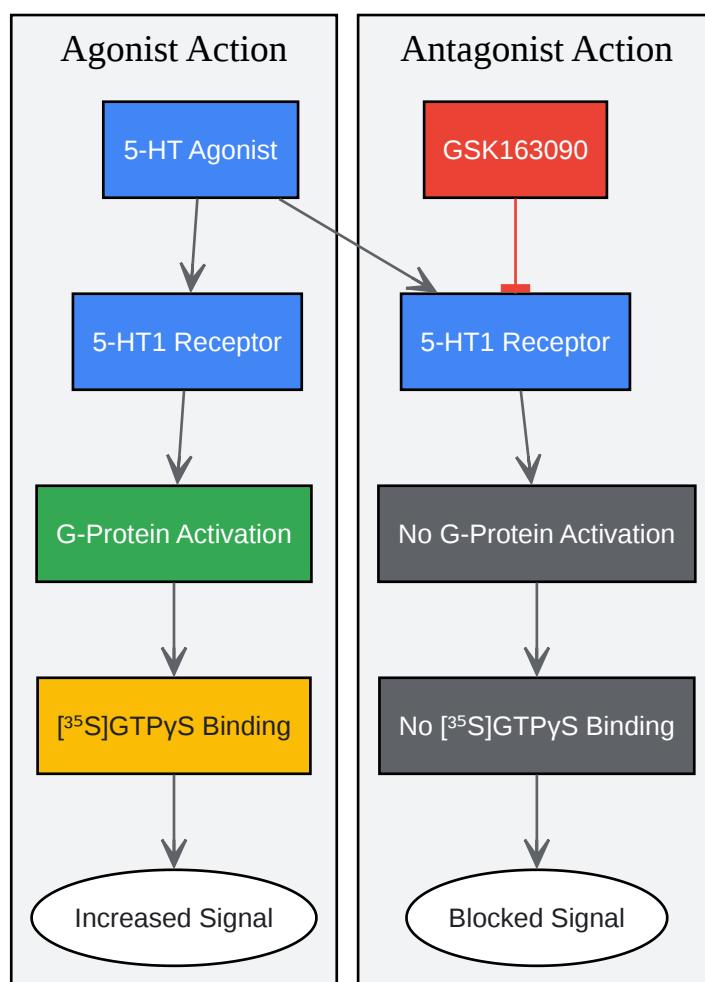 Agonist Action
5-HT Agonist
5-HT1 Receptor
G-Protein Activation
[³⁵S]GTPγS Binding
Increased Signal
Antagonist Action
GSK163090
5-HT1 Receptor
No G-Protein Activation
No [³⁵S]GTPγS Binding
Blocked Signal